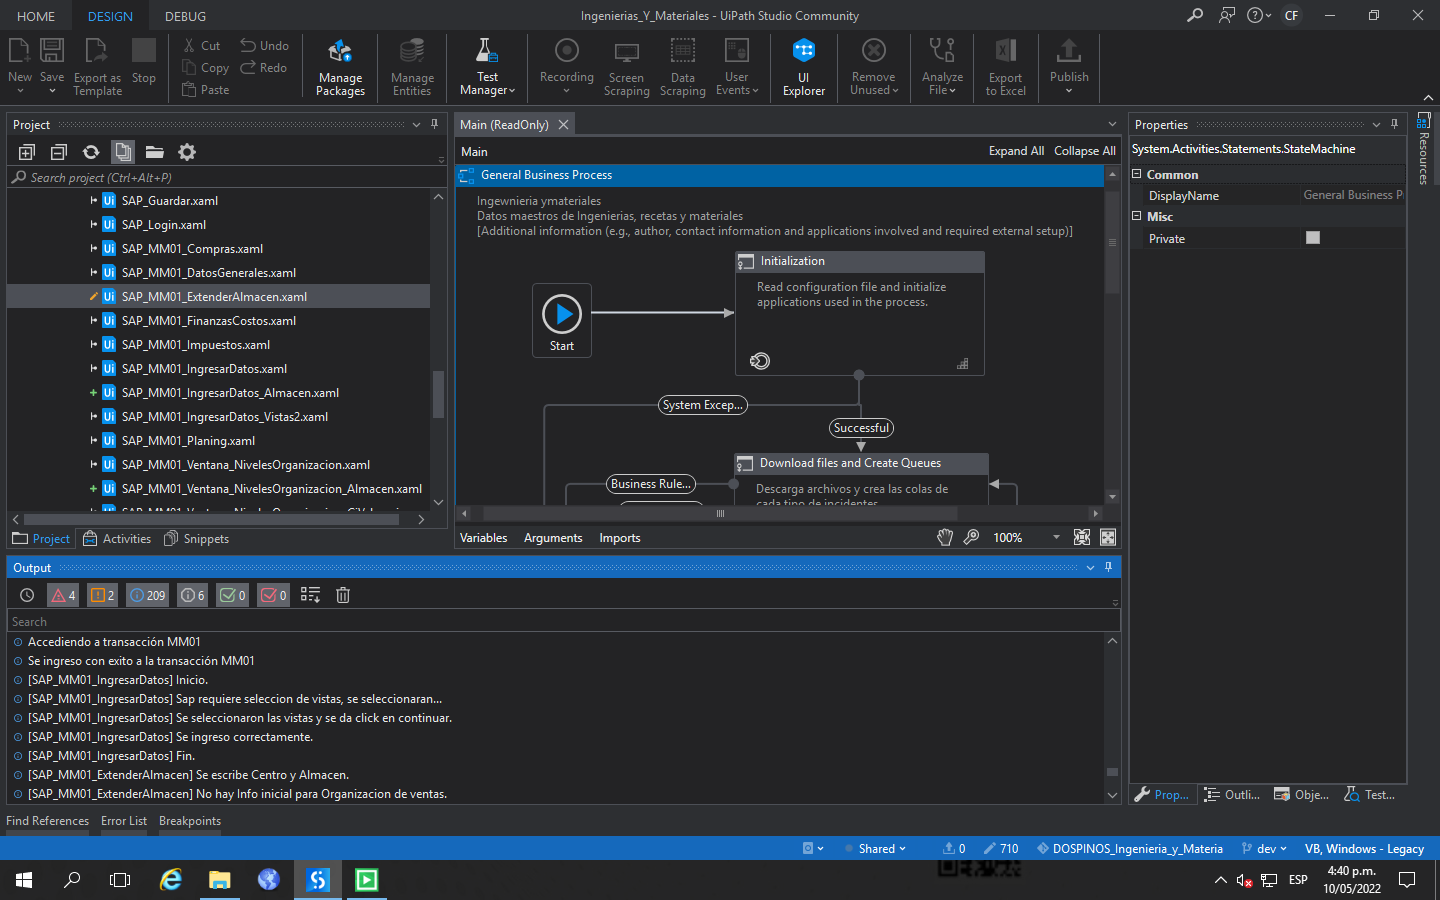 HOME DESIGN DEBUG Ingenierias_Y_Materiales - UiPath Studio Community CF
New Save Export as Template Stop
Cut Undo
Copy Redo
Paste
Manage Packages
Manage Entities
Test Manager
Recording
Screen Scraping
Data Scraping
User Events
UI Explorer
Remove Unused
Analyze File
Export to Excel
Publish
Project
Search project (Ctrl+Alt+P)
SAP_Guardar.xaml
SAP_Login.xaml
SAP_MM01_Compras.xaml
SAP_MM01_DatosGenerales.xaml
SAP_MM01_ExtenderAlmacen.xaml
SAP_MM01_FinanzasCostos.xaml
SAP_MM01_Impuestos.xaml
SAP_MM01_IngresarDatos.xaml
SAP_MM01_IngresarDatos_Almacen.xaml
SAP_MM01_IngresarDatos_Vistas2.xaml
SAP_MM01_Planing.xaml
SAP_MM01_Ventana_NivelesOrganizacion.xaml
SAP_MM01_Ventana_NivelesOrganizacion_Almacen.xaml
Project Activities Snippets
Main (ReadOnly)
Main Expand All Collapse All
General Business Process
Ingewnieria ymateriales
Datos maestros de Ingenierias, recetas y materiales
[Additional information (e.g., author, contact information and applications involved and required external setup)]
Start
Initialization
Read configuration file and initialize
applications used in the process.
System Excep...
Successful
Download files and Create Queues
Business Rule...
Descarga archivos y crea las colas de
cada tipo de incidentes
Variables Arguments Imports 100%
Properties
System.Activities.Statements.StateMachine
Common
DisplayName General Business P
Misc
Private
Resources
Prop... Outli... Obje... Test...
Output
4 2 209 6 0 0
Search
Accediendo a transacción MM01
Se ingreso con exito a la transacción MM01
[SAP_MM01_IngresarDatos] Inicio.
[SAP_MM01_IngresarDatos] Sap requiere seleccion de vistas, se seleccionaran...
[SAP_MM01_IngresarDatos] Se seleccionaron las vistas y se da click en continuar.
[SAP_MM01_IngresarDatos] Se ingreso correctamente.
[SAP_MM01_IngresarDatos] Fin.
[SAP_MM01_ExtenderAlmacen] Se escribe Centro y Almacen.
[SAP_MM01_ExtenderAlmacen] No hay Info inicial para Organizacion de ventas.
Find References Error List Breakpoints
Shared 0 710 DOSPINOS_Ingenieria_y_Materia dev VB, Windows - Legacy
ESP
4:40 p.m.
10/05/2022